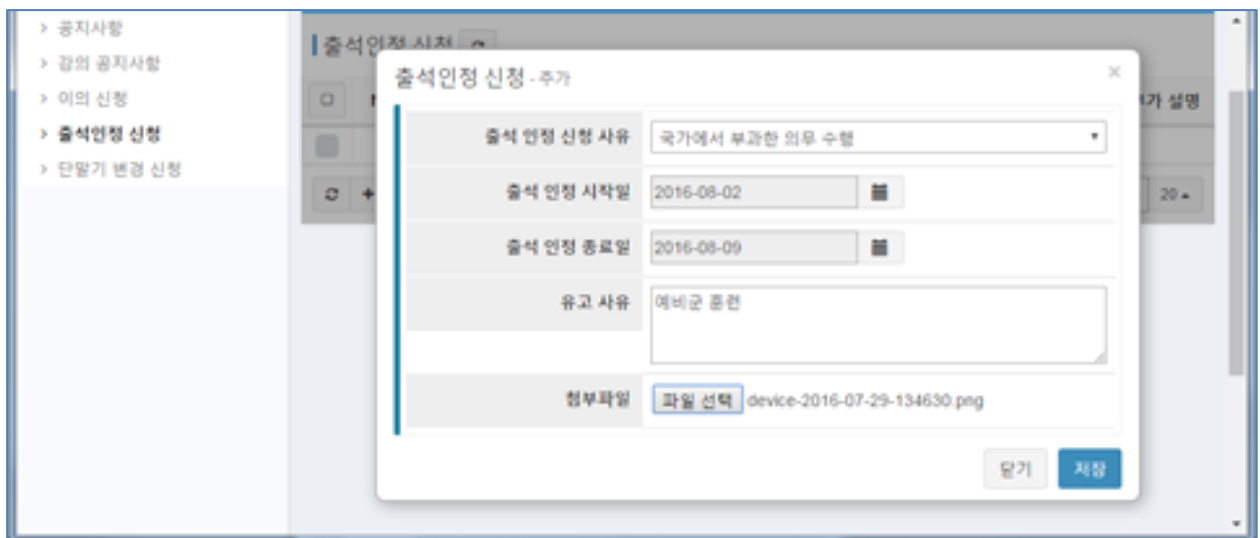 > 공지사항
> 강의 공지사항
> 이의 신청
> 출석인정 신청
> 단말기 변경 신청
출석인정 신청
출석인정 신청 - 추가
×
설명
출석 인정 신청 사유 국가에서 부과한 의무 수행
출석 인정 시작일 2016-08-02
출석 인정 종료일 2016-08-09
20
유고 사유 예비군 훈련
첨부파일 파일 선택 device-2016-07-29-134630.png
닫기 저장